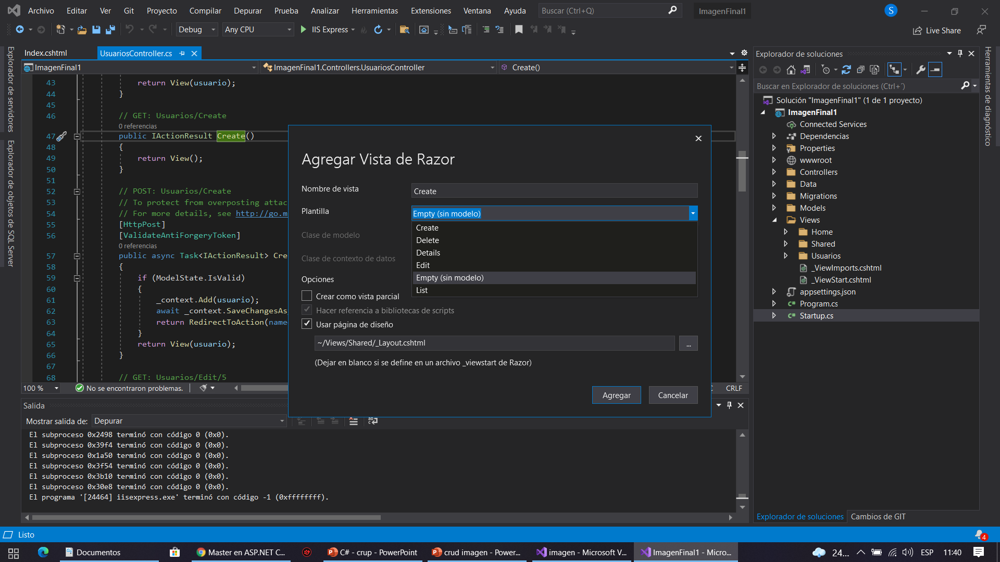 Archivo Editar Ver Git Proyecto Compilar Depurar Prueba Analizar Herramientas Extensiones Ventana Ayuda Buscar (Ctrl+Q) ImagenFinal1 S
Debug Any CPU IIS Express Live Share
Explorador de servidores
Explorador de objetos de SQL Server
Index.cshtml UsuariosController.cs
ImagenFinal1 ImagenFinal1.Controllers.UsuariosController Create()
43 return View(usuario);
44 }
45
46 // GET: Usuarios/Create
0 referencias
47 public IActionResult Create()
48 {
49 return View();
50 }
51
52 // POST: Usuarios/Create
53 // To protect from overposting attac
54 // For more details, see http://go.m
55 [HttpPost]
56 [ValidateAntiForgeryToken]
0 referencias
57 public async Task<IActionResult> Cre
58 {
59 if (ModelState.IsValid)
60 {
61 _context.Add(usuario);
62 await _context.SaveChangesAs
63 return RedirectToAction(name
64 }
65 return View(usuario);
66 }
67
68 // GET: Usuarios/Edit/5
100 % No se encontraron problemas. CRLF
Agregar Vista de Razor
Nombre de vista Create
Plantilla Empty (sin modelo)
Create
Delete
Details
Edit
Empty (sin modelo)
List
Clase de modelo
Clase de contexto de datos
Opciones
Crear como vista parcial
Hacer referencia a bibliotecas de scripts
Usar página de diseño
~/Views/Shared/_Layout.cshtml ...
(Dejar en blanco si se define en un archivo _viewstart de Razor)
Agregar Cancelar
Salida
Mostrar salida de: Depurar
El subproceso 0x2498 terminó con código 0 (0x0).
El subproceso 0x39f4 terminó con código 0 (0x0).
El subproceso 0x1a50 terminó con código 0 (0x0).
El subproceso 0x3f54 terminó con código 0 (0x0).
El subproceso 0x3b10 terminó con código 0 (0x0).
El subproceso 0x30e8 terminó con código 0 (0x0).
El programa '[24464] iisexpress.exe' terminó con código -1 (0xffffffff).
Explorador de soluciones
Buscar en Explorador de soluciones (Ctrl+´)
Solución "ImagenFinal1" (1 de 1 proyecto)
ImagenFinal1
Connected Services
Dependencias
Properties
wwwroot
Controllers
Data
Migrations
Models
Views
Home
Shared
Usuarios
_ViewImports.cshtml
_ViewStart.cshtml
appsettings.json
C# Program.cs
C# Startup.cs
Explorador de soluciones Cambios de GIT
Herramientas de diagnóstico
Listo 4
Documentos Master en ASP.NET C... C# - crup - PowerPoint crud imagen - Power... imagen - Microsoft V... ImagenFinal1 - Micro... 24... ESP 11:40